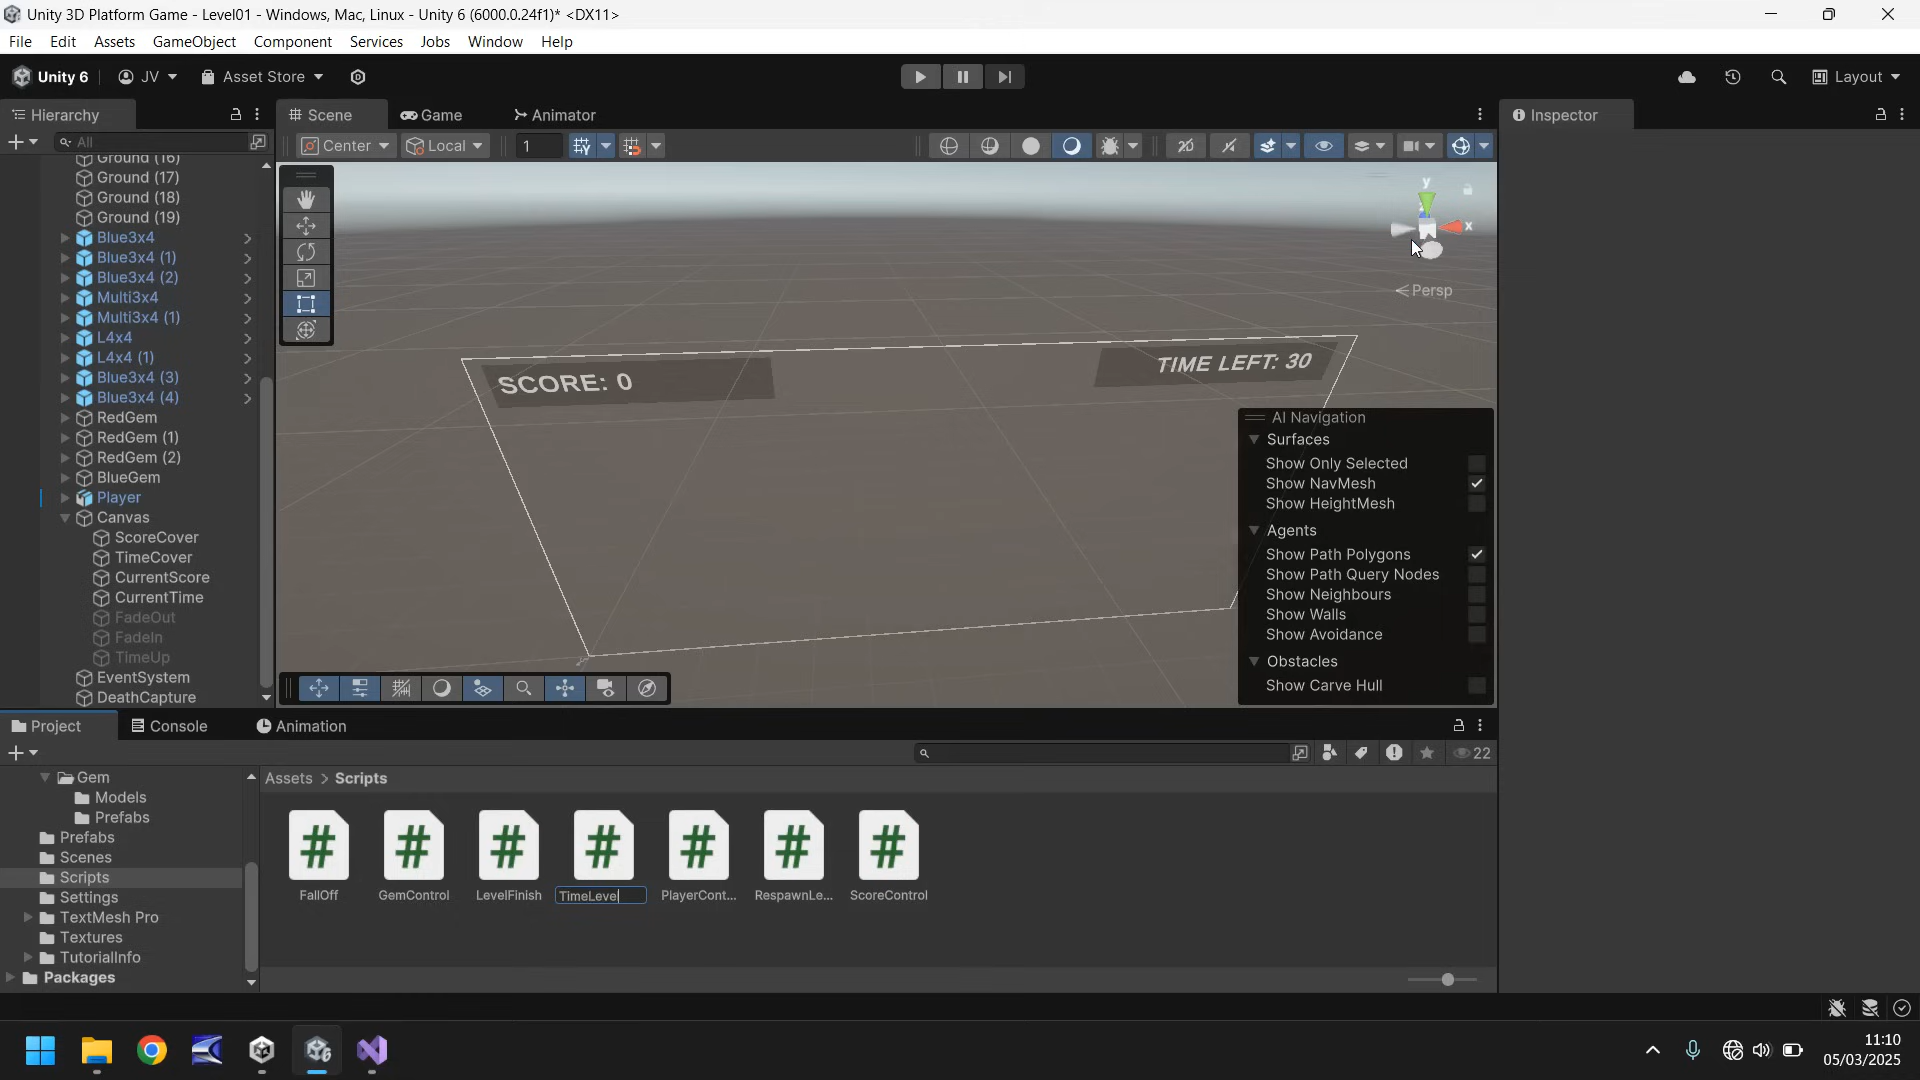 Unity 3D Platform Game - Level01 - Windows, Mac, Linux - Unity 6 (6000.0.24f1)* <DX11>
File Edit Assets GameObject Component Services Jobs Window Help
Unity 6 JV Asset Store Layout
Hierarchy Scene Game Animator Inspector
All Center Local 1 2D
Ground (16)
Ground (17)
Ground (18)
Ground (19)
Blue3x4
Blue3x4 (1)
Blue3x4 (2)
Multi3x4
Multi3x4 (1)
L4x4
L4x4 (1)
Blue3x4 (3)
Blue3x4 (4)
RedGem
RedGem (1)
RedGem (2)
BlueGem
Player
Canvas
ScoreCover
TimeCover
CurrentScore
CurrentTime
FadeOut
FadeIn
TimeUp
EventSystem
DeathCapture
y
x
Persp
SCORE: 0
TIME LEFT: 30
AI Navigation
Surfaces
Show Only Selected
Show NavMesh
Show HeightMesh
Agents
Show Path Polygons
Show Path Query Nodes
Show Neighbours
Show Walls
Show Avoidance
Obstacles
Show Carve Hull
Project Console Animation
22
Gem
Models
Prefabs
Prefabs
Scenes
Scripts
Settings
TextMesh Pro
Textures
TutorialInfo
Packages
Assets > Scripts
FallOff GemControl LevelFinish TimeLevel PlayerCont... RespawnLe... ScoreControl
11:10
05/03/2025